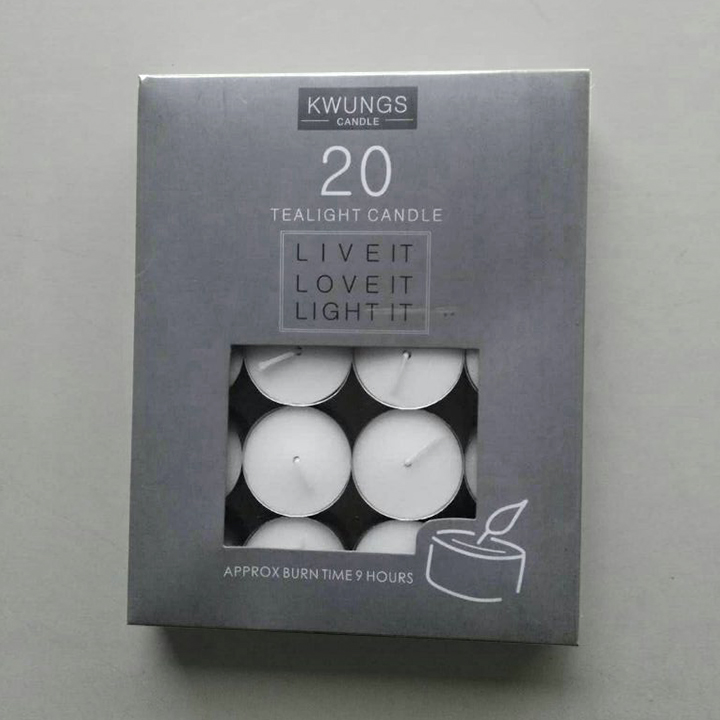 KWUNGS
CANDLE
20
TEALIGHT CANDLE
LIVE IT
LOVE IT
LIGHT IT
APPROX BURN TIME 9 HOURS